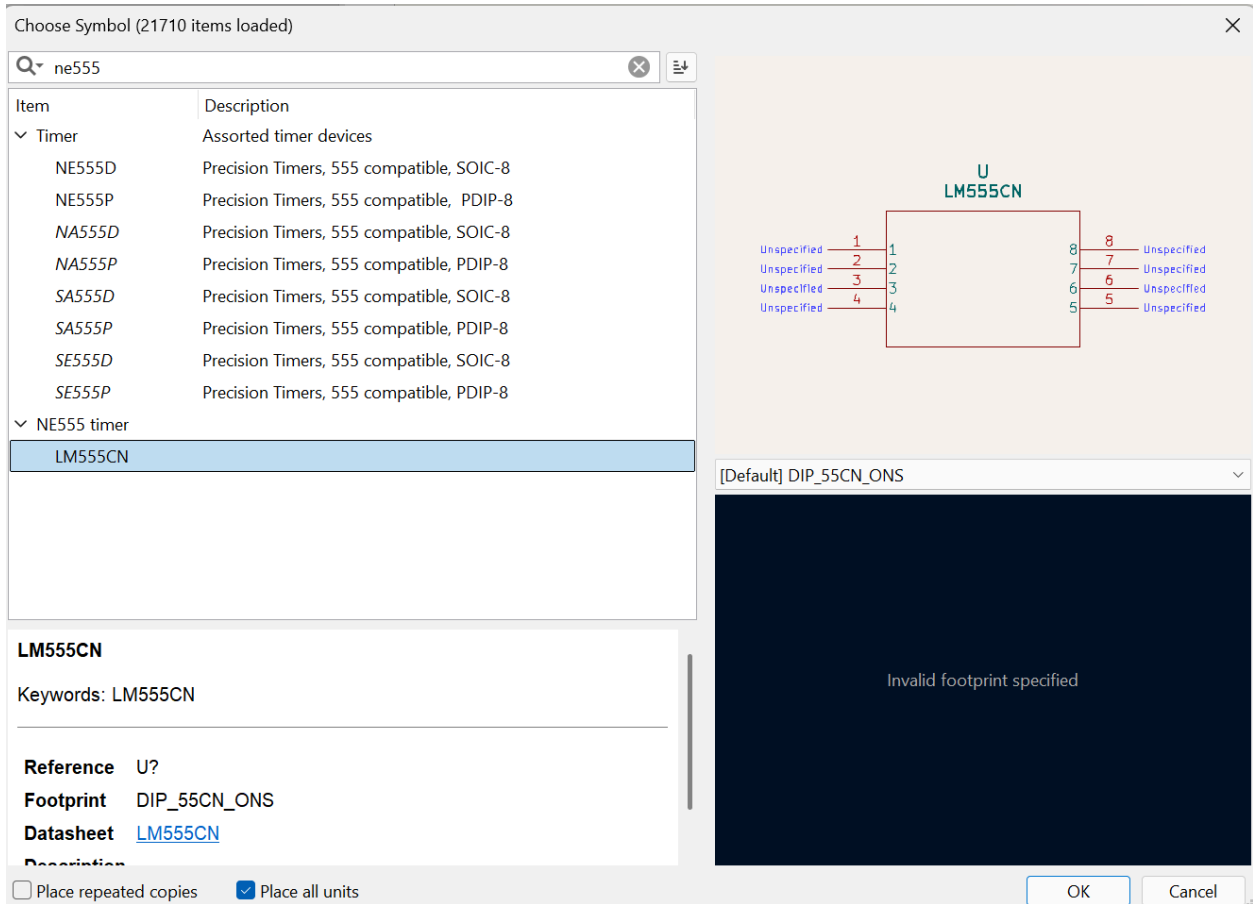 Choose Symbol (21710 items loaded)
ne555
Item Description
Timer Assorted timer devices
NE555D Precision Timers, 555 compatible, SOIC-8
NE555P Precision Timers, 555 compatible,  PDIP-8
NA555D Precision Timers, 555 compatible, SOIC-8
NA555P Precision Timers, 555 compatible, PDIP-8
SA555D Precision Timers, 555 compatible, SOIC-8
SA555P Precision Timers, 555 compatible, PDIP-8
SE555D Precision Timers, 555 compatible, SOIC-8
SE555P Precision Timers, 555 compatible, PDIP-8
NE555 timer
LM555CN
LM555CN
Keywords: LM555CN
Reference U?
Footprint DIP_55CN_ONS
Datasheet LM555CN
Description
Place repeated copies
Place all units
U
LM555CN
Unspecified 1 1 8 8 Unspecified
Unspecified 2 2 7 7 Unspecified
Unspecified 3 3 6 6 Unspecified
Unspecified 4 4 5 5 Unspecified
[Default] DIP_55CN_ONS
Invalid footprint specified
OK Cancel